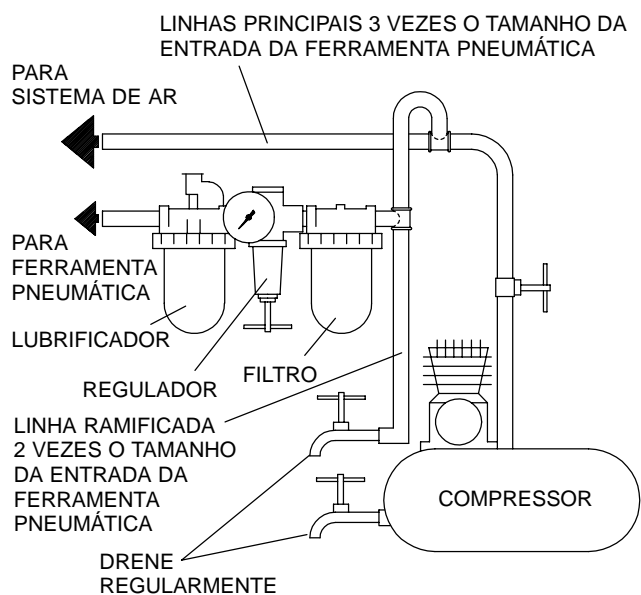 LINHAS PRINCIPAIS 3 VEZES O TAMANHO DA
ENTRADA DA FERRAMENTA PNEUMÁTICA
PARA
SISTEMA DE AR
PARA
FERRAMENTA
PNEUMÁTICA
LUBRIFICADOR
REGULADOR
FILTRO
LINHA RAMIFICADA
2 VEZES O TAMANHO
DA ENTRADA DA
FERRAMENTA
PNEUMÁTICA
COMPRESSOR
DRENE
REGULARMENTE